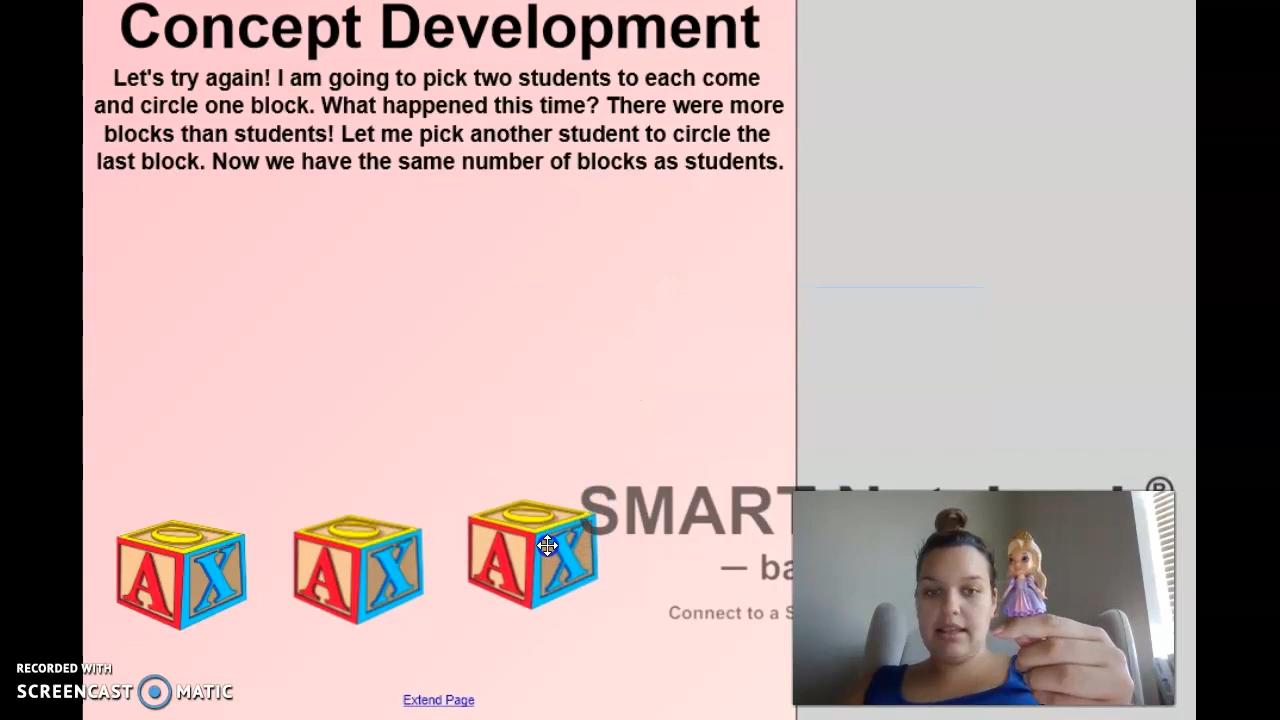 Concept Development
Let's try again! I am going to pick two students to each come
and circle one block. What happened this time? There were more
blocks than students! Let me pick another student to circle the
last block. Now we have the same number of blocks as students.
SMART
®
— ba
Connect to a S
A X
A X
A X
Extend Page
RECORDED WITH
SCREENCAST MATIC